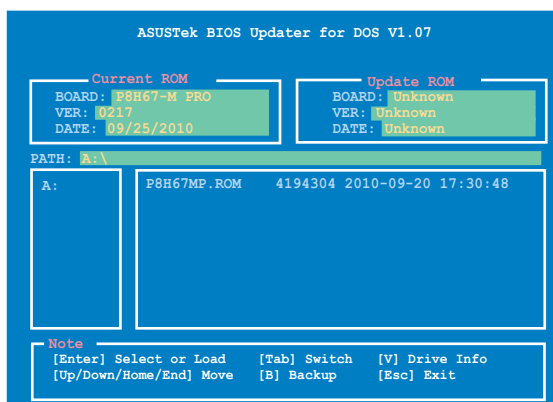 ASUSTek BIOS Updater for DOS V1.07
Current ROM
BOARD: P8H67-M PRO
VER: 0217
DATE: 09/25/2010
Update ROM
BOARD: Unknown
VER: Unknown
DATE: Unknown
PATH: A:\
A:
P8H67MP.ROM 4194304 2010-09-20 17:30:48
Note
[Enter] Select or Load [Tab] Switch [V] Drive Info
[Up/Down/Home/End] Move [B] Backup [Esc] Exit